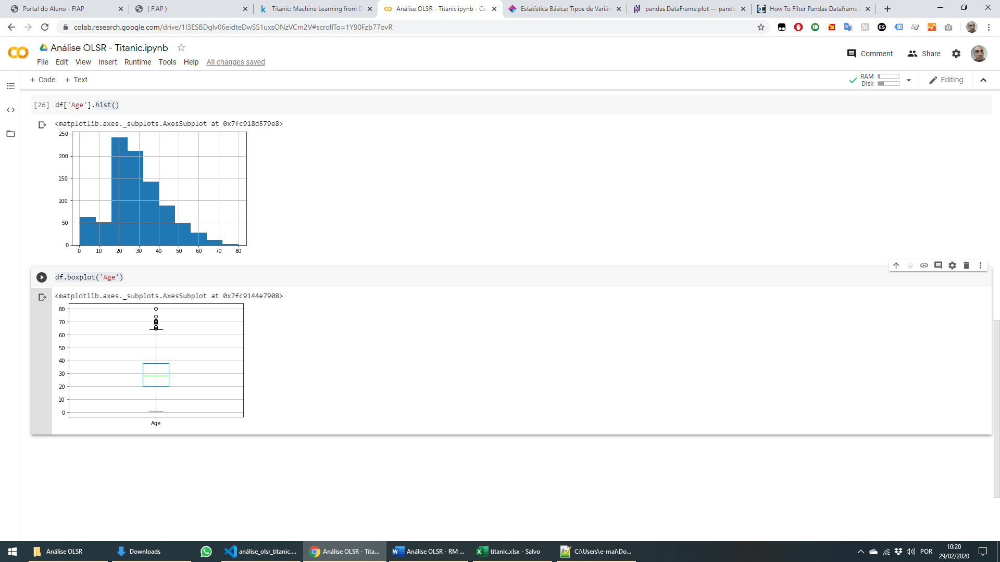 Portal do Aluno - FIAP
( FIAP )
Titanic: Machine Learning from D
Análise OLSR - Titanic.ipynb - Co
Estatística Básica: Tipos de Variáv
pandas.DataFrame.plot — panda
How To Filter Pandas Dataframe
colab.research.google.com/drive/1I3ESBDglv06eidteDwSS1uxsONzVCm2V#scrollTo=1Y90Fzb77ovR
Análise OLSR - Titanic.ipynb
Comment
Share
File Edit View Insert Runtime Tools Help All changes saved
+ Code + Text
RAM
Disk
Editing
[26] df['Age'].hist()
<matplotlib.axes._subplots.AxesSubplot at 0x7fc918d579e8>
250
200
150
100
50
0
0 10 20 30 40 50 60 70 80
df.boxplot('Age')
<matplotlib.axes._subplots.AxesSubplot at 0x7fc9144e7908>
80
70
60
50
40
30
20
10
0
Age
Análise OLSR
Downloads
análise_olsr_titanic....
Análise OLSR - Tita...
Análise OLSR - RM ...
titanic.xlsx - Salvo
C:\Users\e-mai\Do...
POR
10:20
29/02/2020